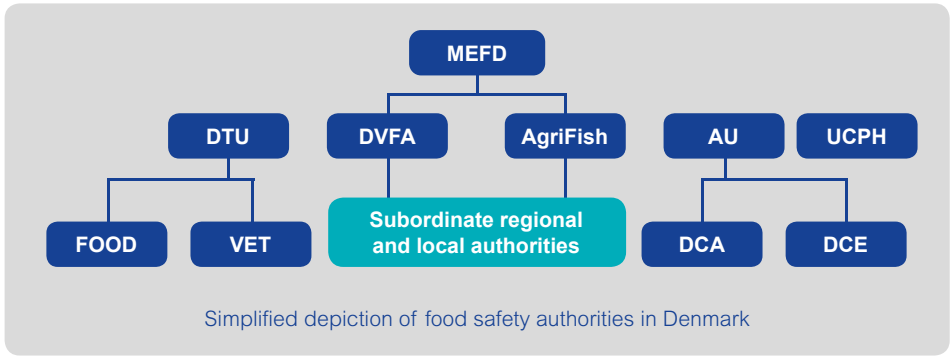 MEFD
DTU
DVFA
AgriFish
AU
UCPH
FOOD
VET
Subordinate regional
and local authorities
DCA
DCE
Simplified depiction of food safety authorities in Denmark